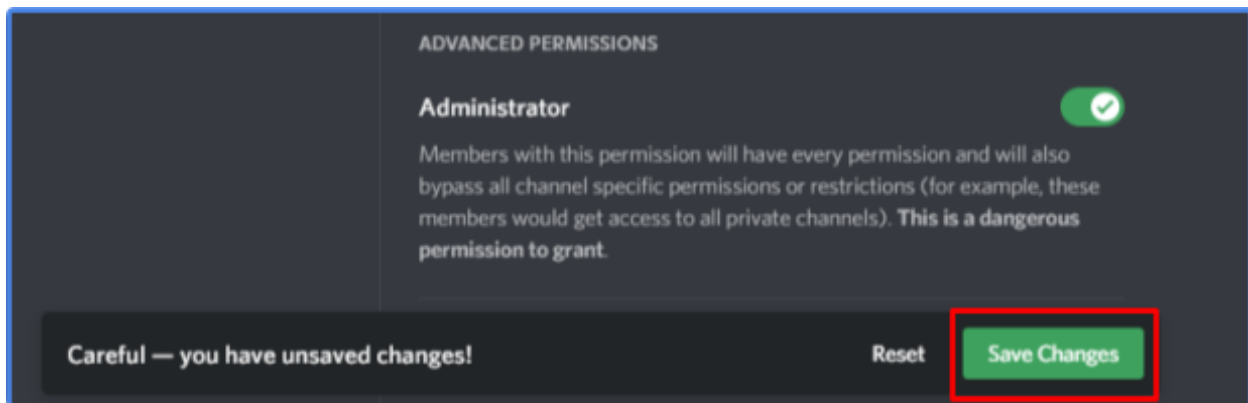 ADVANCED PERMISSIONS
Administrator
Members with this permission will have every permission and will also
bypass all channel specific permissions or restrictions (for example, these
members would get access to all private channels). This is a dangerous
permission to grant.
Careful — you have unsaved changes!
Reset
Save Changes